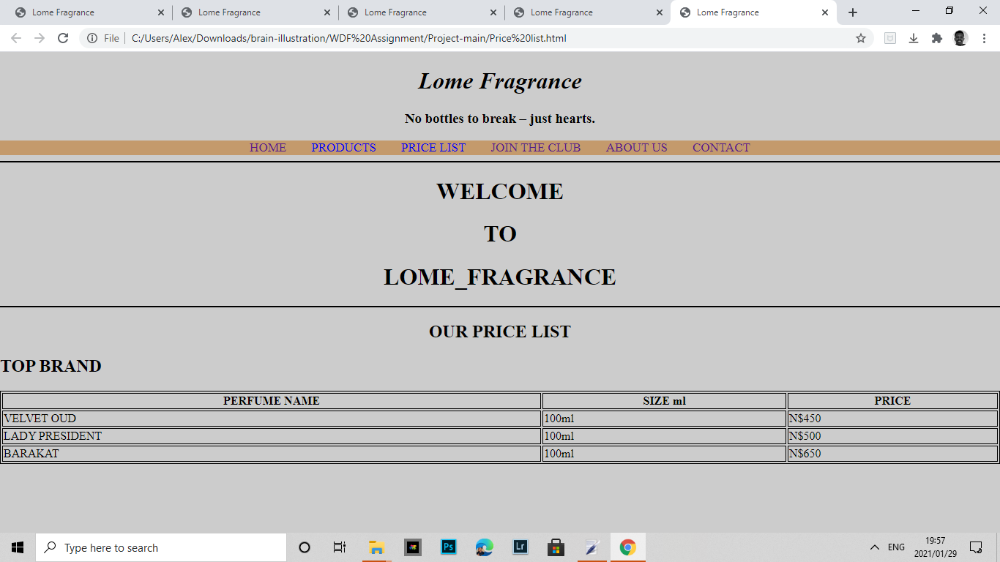 Lome Fragrance Lome Fragrance Lome Fragrance Lome Fragrance Lome Fragrance
File C:/Users/Alex/Downloads/brain-illustration/WDF%20Assignment/Project-main/Price%20list.html
Lome Fragrance
No bottles to break – just hearts.
HOME PRODUCTS PRICE LIST JOIN THE CLUB ABOUT US CONTACT
WELCOME
TO
LOME_FRAGRANCE
OUR PRICE LIST
TOP BRAND
PERFUME NAME SIZE ml PRICE
VELVET OUD 100ml N$450
LADY PRESIDENT 100ml N$500
BARAKAT 100ml N$650
Type here to search Ps Lr ENG 19:57
2021/01/29